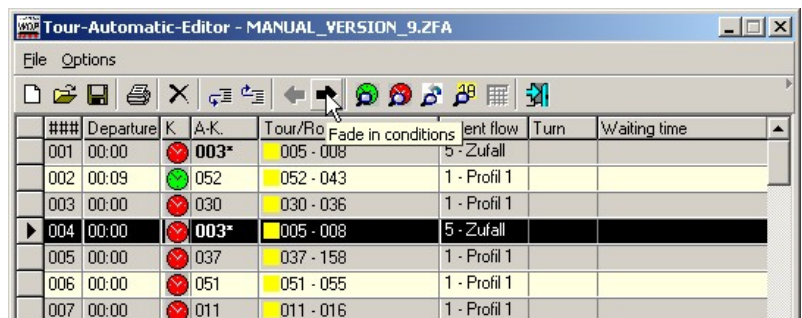 Tour-Automatic-Editor - MANUAL_VERSION_9.ZFA
File Options
### Departure K A-K. Tour/Ro ent flow Turn Waiting time
Fade in conditions
001 00:00 003* 005 - 008 5 - Zufall
002 00:09 052 052 - 043 1 - Profil 1
003 00:00 030 030 - 036 1 - Profil 1
004 00:00 003* 005 - 008 5 - Zufall
005 00:00 037 037 - 158 1 - Profil 1
006 00:00 051 051 - 055 1 - Profil 1
007 00:00 011 011 - 016 1 - Profil 1